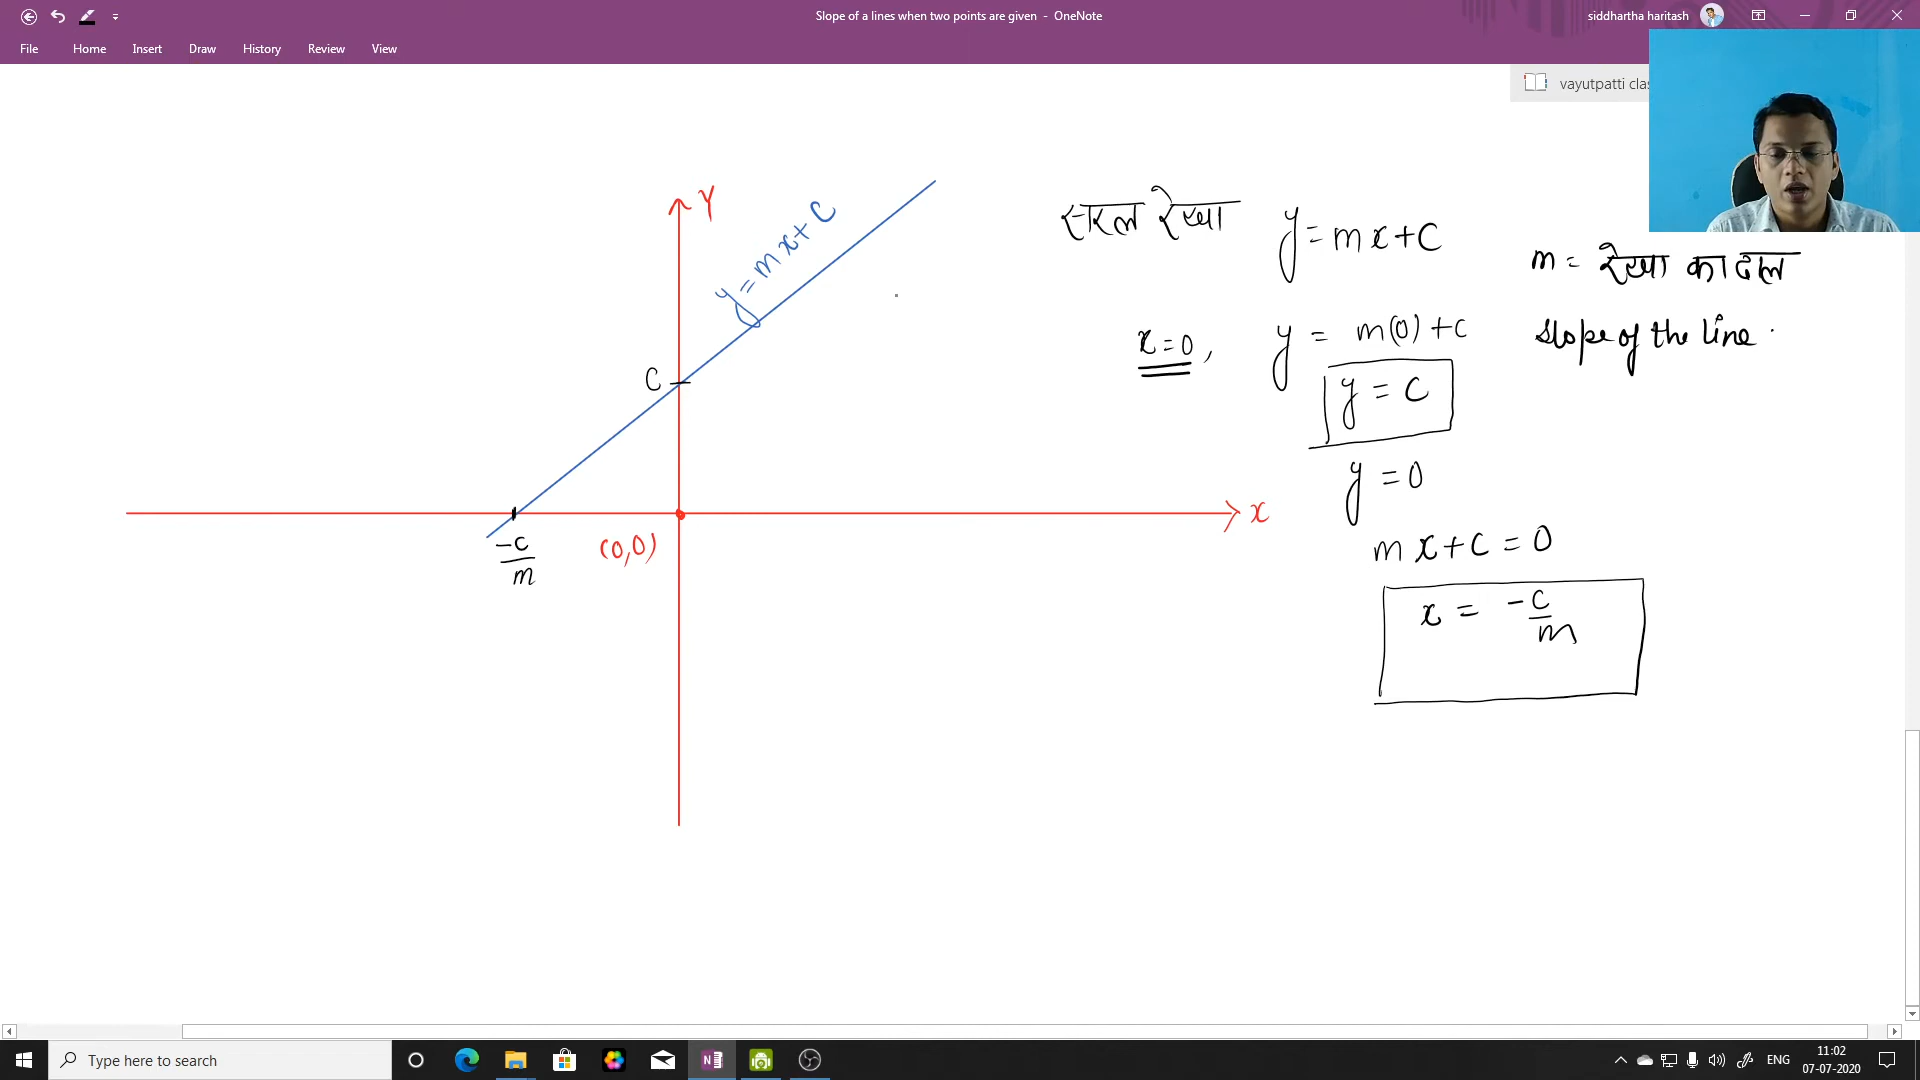 Slope of a lines when two points are given - OneNote
siddhartha haritash
File Home Insert Draw History Review View
vayutpatti clas
Y
y = mx + C
C
x
-c/m
(0,0)
सरल रेखा y = mx + C
m = रेखा का ढाल
x = 0, y = m(0) + c
slope of the line
y = C
y = 0
mx + c = 0
x = -c/m
Type here to search
ENG
11:02
07-07-2020